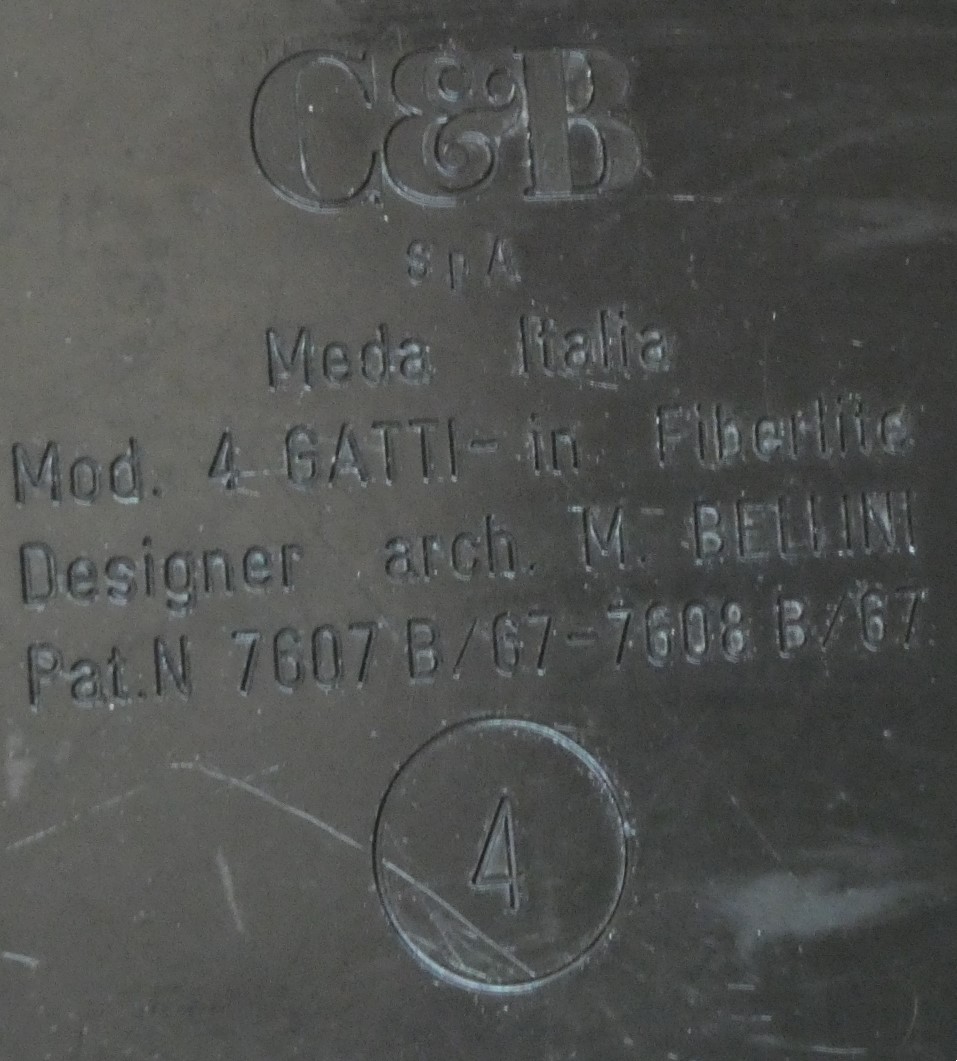 C&B
SpA
Meda Italia
Mod. 4 GATTI- in Fiberlite
Designer arch. M. BELLINI
Pat.N 7607 B/67-7608 B/67
4